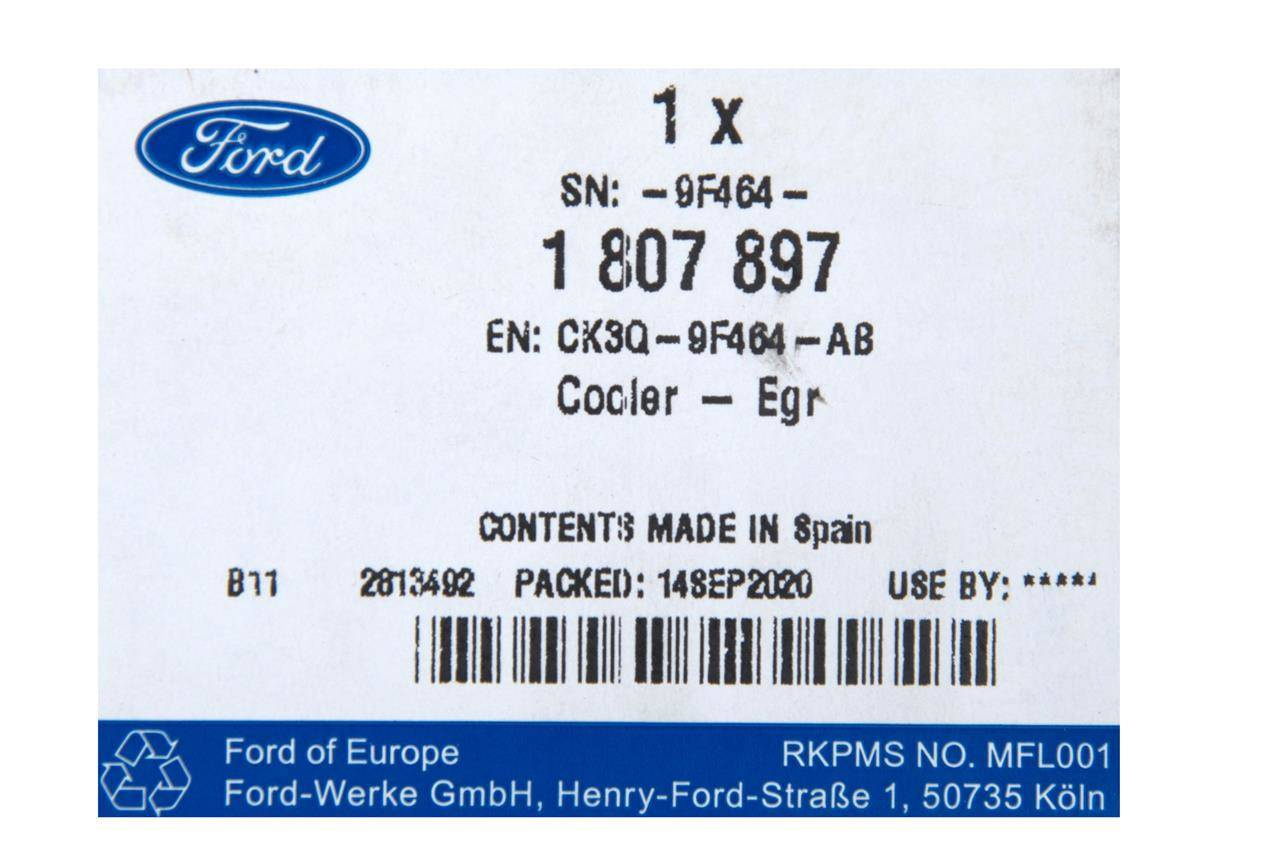 Ford
1 x
SN: -9F464-
1 807 897
EN: CK3Q-9F464-AB
Cooler - Egr
CONTENTS MADE IN Spain
B11 2813492 PACKED: 14SEP2020 USE BY: *****
Ford of Europe RKPMS NO. MFL001
Ford-Werke GmbH, Henry-Ford-Straße 1, 50735 Köln